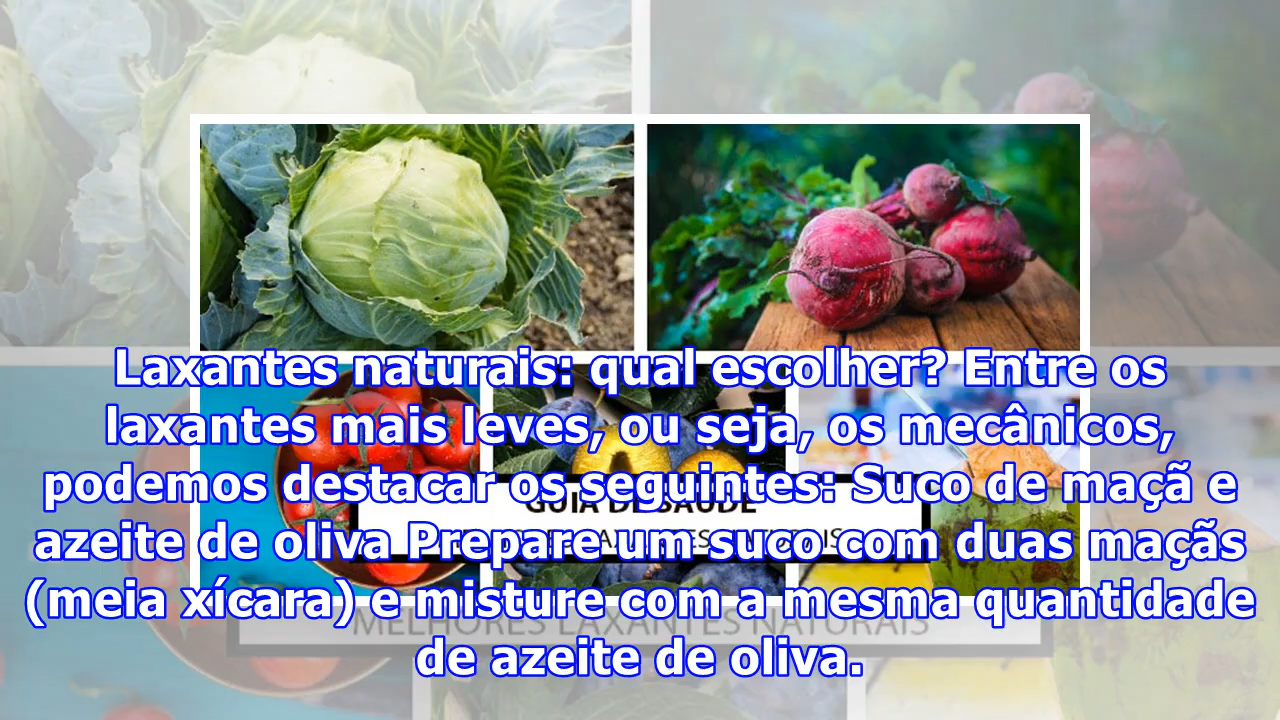 Laxantes naturais: qual escolher? Entre os
laxantes mais leves, ou seja, os mecânicos,
podemos destacar os seguintes: Suco de maçã e
azeite de oliva Prepare um suco com duas maçãs
(meia xícara) e misture com a mesma quantidade
de azeite de oliva.
GUIA DE SAÚDE
MELHORES LAXANTES NATURAIS